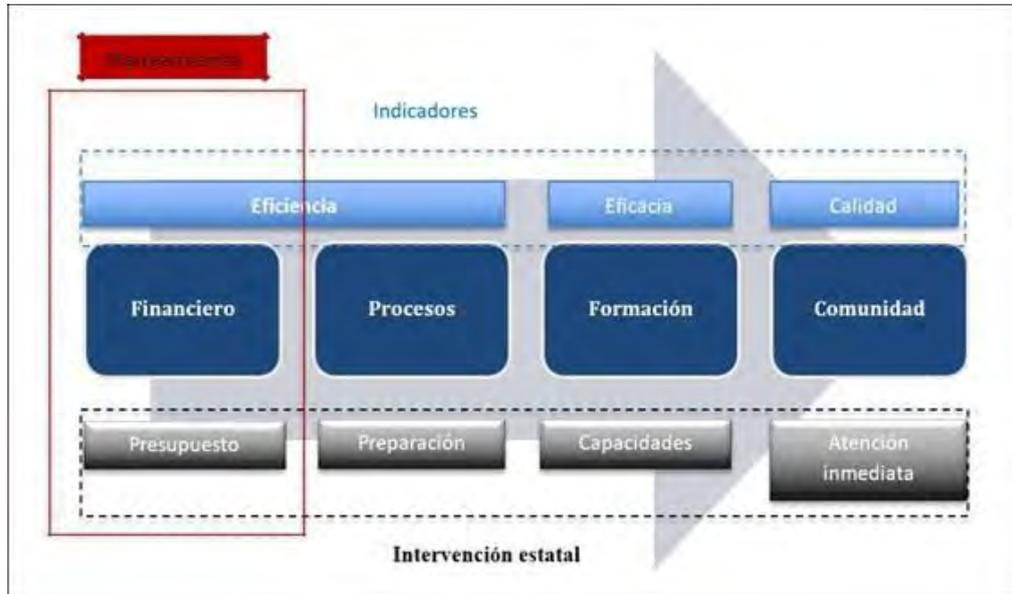 Indicadores
Eficiencia
Eficacia
Calidad
Financiero
Procesos
Formación
Comunidad
Presupuesto
Preparación
Capacidades
Atención
inmediata
Intervención estatal